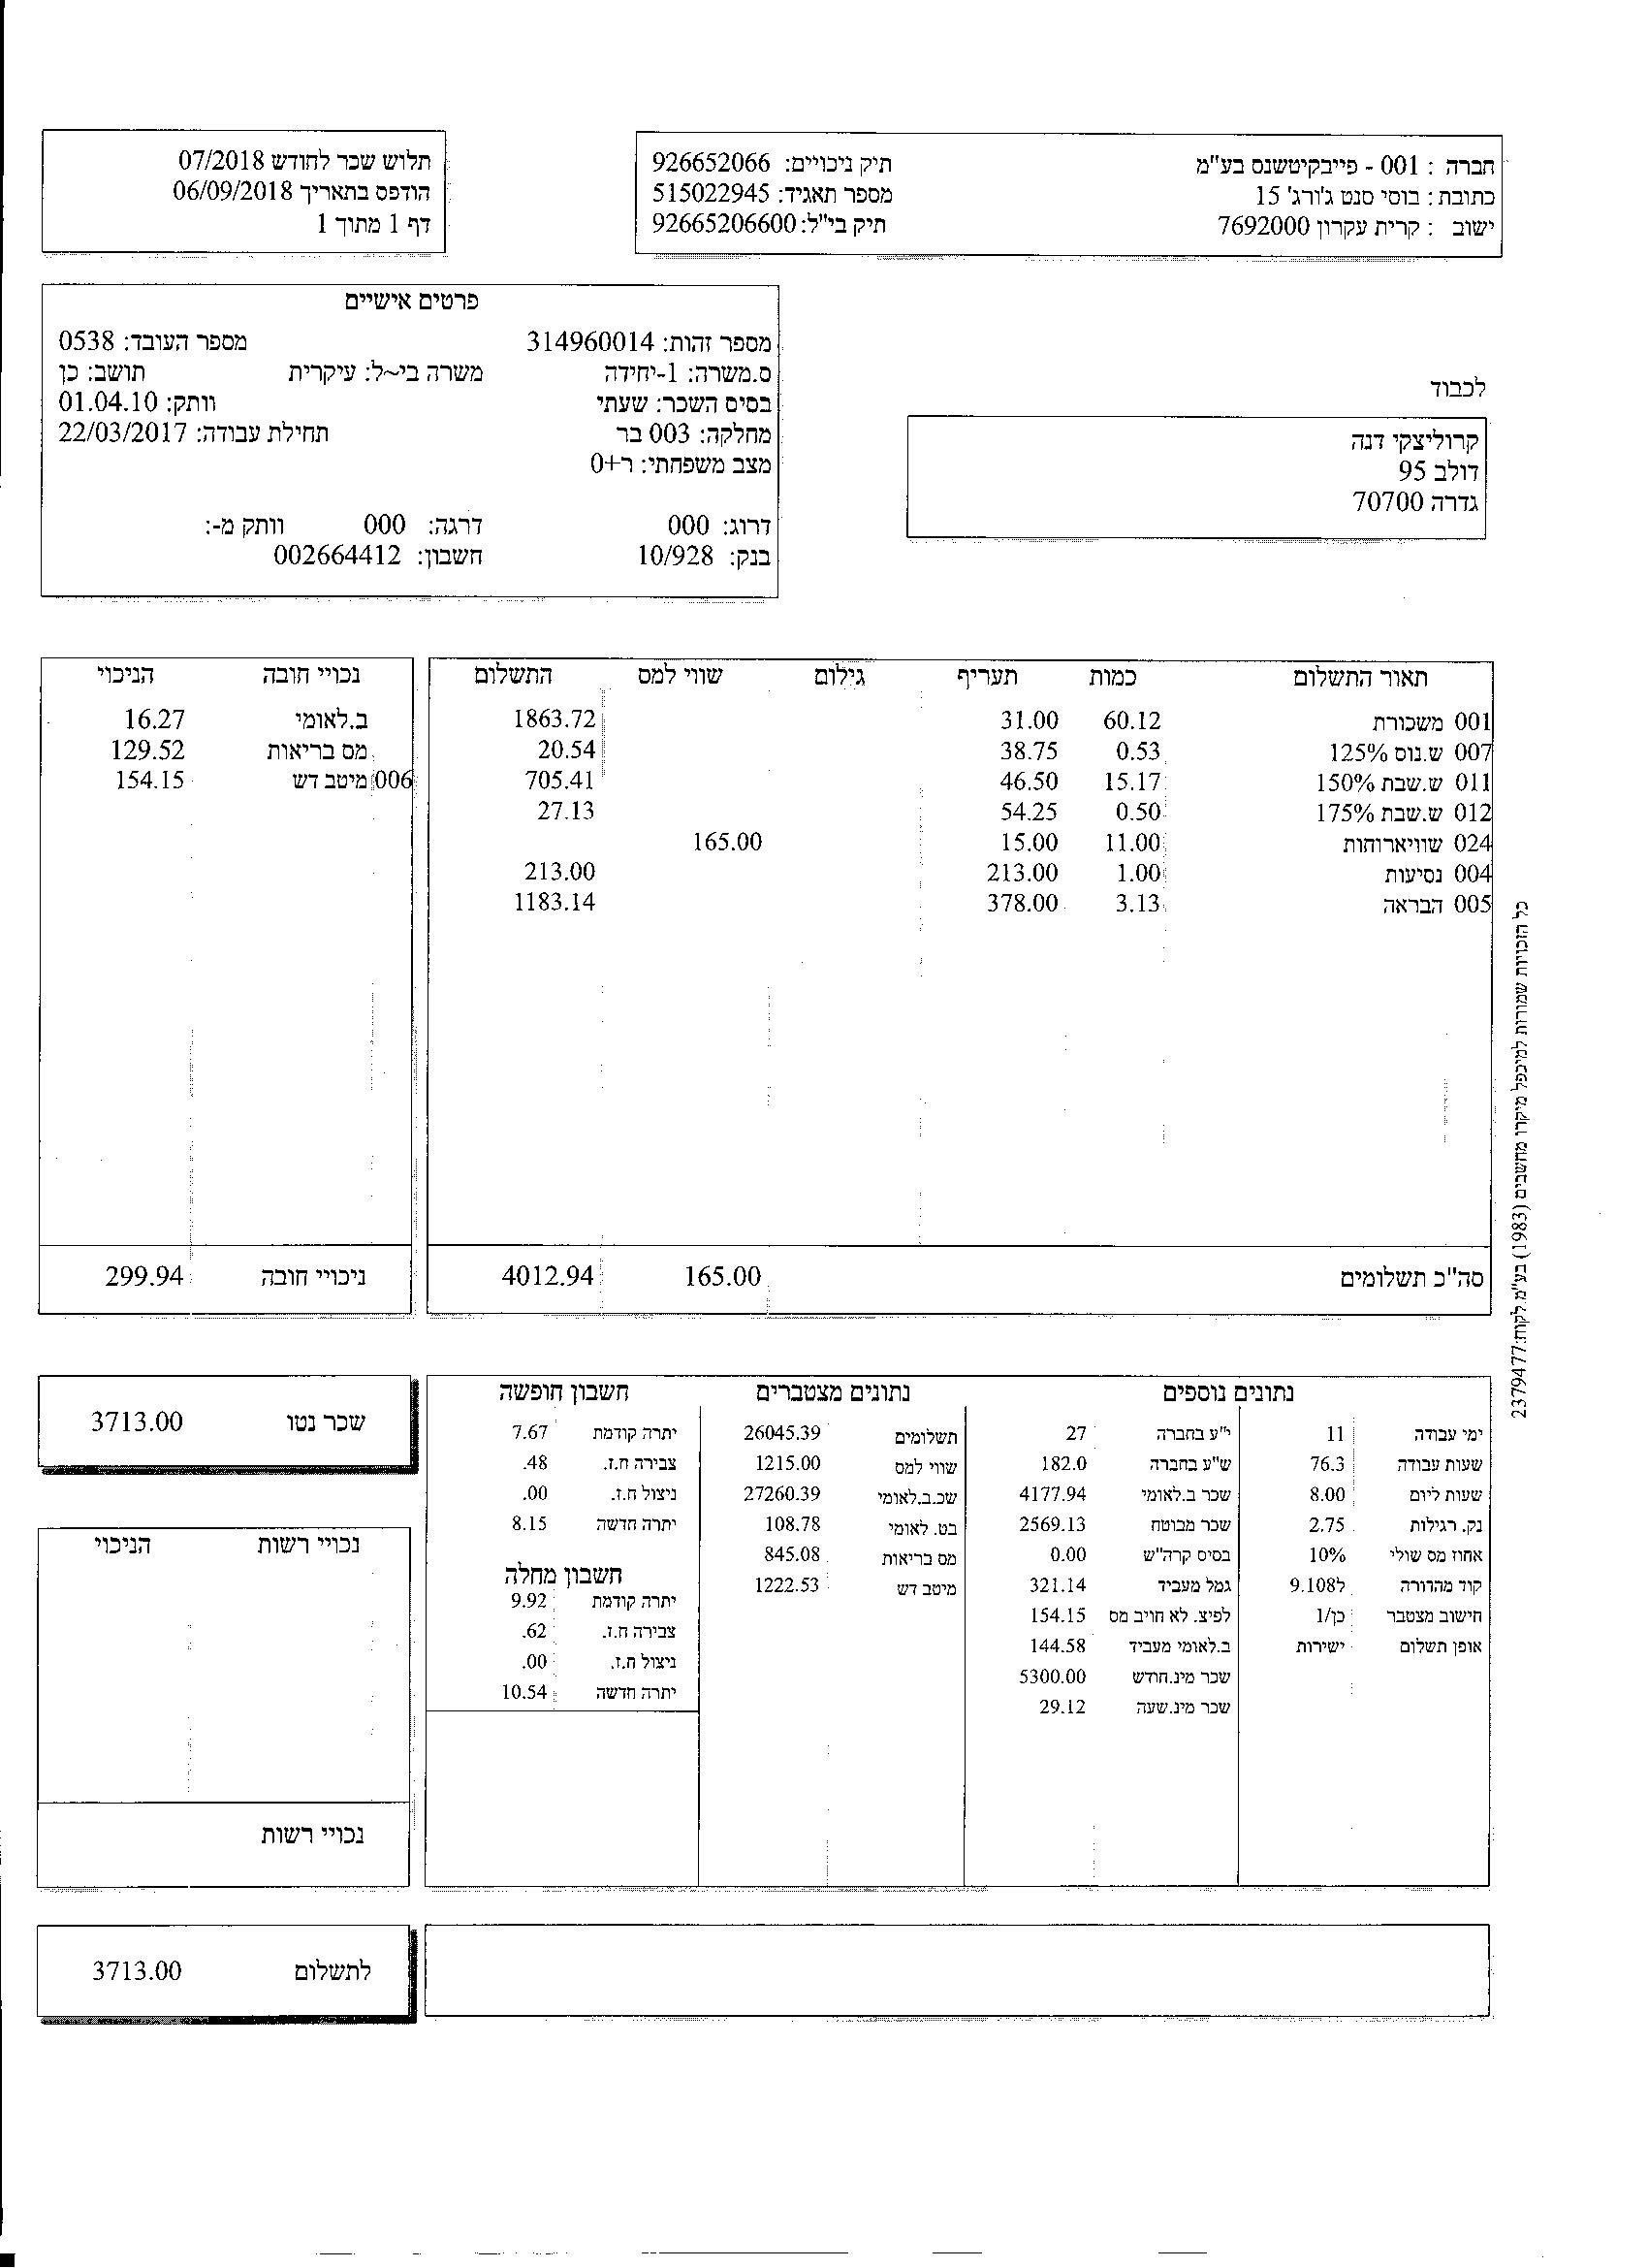 חברה : 001 - פייבקיטשנס בע"מ תיק ניכויים: 926652066
כתובת : בוסי סנט ג'ורג' 15 מספר תאגיד: 515022945
ישוב : קרית עקרון 7692000 תיק בי"ל: 92665206600
תלוש שכר לחודש 07/2018
הודפס בתאריך 06/09/2018
דף 1 מתוך 1
פרטים אישיים
מספר זהות: 314960014 מספר העובד: 0538
ס.משרה: 1-יחידה משרה בי~ל: עיקרית תושב: כן
בסיס השכר: שעתי וותק: 01.04.10
מחלקה: 003 בר תחילת עבודה: 22/03/2017
מצב משפחתי: ר+0
דרוג: 000 דרגה: 000 וותק מ-:
בנק: 10/928 חשבון: 002664412
לכבוד
קרוליצקי דנה
דולב 95
גדרה 70700
תאור התשלום כמות תעריף גילום שווי למס התשלום
001 משכורת 60.12 31.00 1863.72
007 ש.נוס 125% 0.53 38.75 20.54
011 ש.שבת 150% 15.17 46.50 705.41
012 ש.שבת 175% 0.50 54.25 27.13
024 שוויארוחות 11.00 15.00 165.00
004 נסיעות 1.00 213.00 213.00
005 הבראה 3.13 378.00 1183.14
סה"כ תשלומים 165.00 4012.94
נכויי חובה הניכוי
ב.לאומי 16.27
מס בריאות 129.52
006 מיטב דש 154.15
ניכויי חובה 299.94
כל הזכויות שמורות למיכפל מיקרו מחשבים (1983) בע"מ.לקוח:2379477
נתונים נוספים
ימי עבודה 11 י"ע בחברה 27
שעות עבודה 76.3 ש"ע בחברה 182.0
שעות ליום 8.00 שכר ב.לאומי 4177.94
נק. רגילות 2.75 שכר מבוטח 2569.13
אחוז מס שולי 10% בסיס קרה"ש 0.00
קוד מהדורה 9.108ל גמל מעביד 321.14
חישוב מצטבר כן/1 לפיצ. לא חויב מס 154.15
אופן תשלום ישירות ב.לאומי מעביד 144.58
שכר מינ.חודש 5300.00
שכר מינ.שעה 29.12
נתונים מצטברים
תשלומים 26045.39
שווי למס 1215.00
שכ.ב.לאומי 27260.39
בט. לאומי 108.78
מס בריאות 845.08
מיטב דש 1222.53
חשבון חופשה
יתרה קודמת 7.67
צבירה ח.ז. .48
ניצול ח.ז. .00
יתרה חדשה 8.15
חשבון מחלה
יתרה קודמת 9.92
צבירה ח.ז. .62
ניצול ח.ז. .00
יתרה חדשה 10.54
שכר נטו 3713.00
נכויי רשות הניכוי
נכויי רשות
לתשלום 3713.00